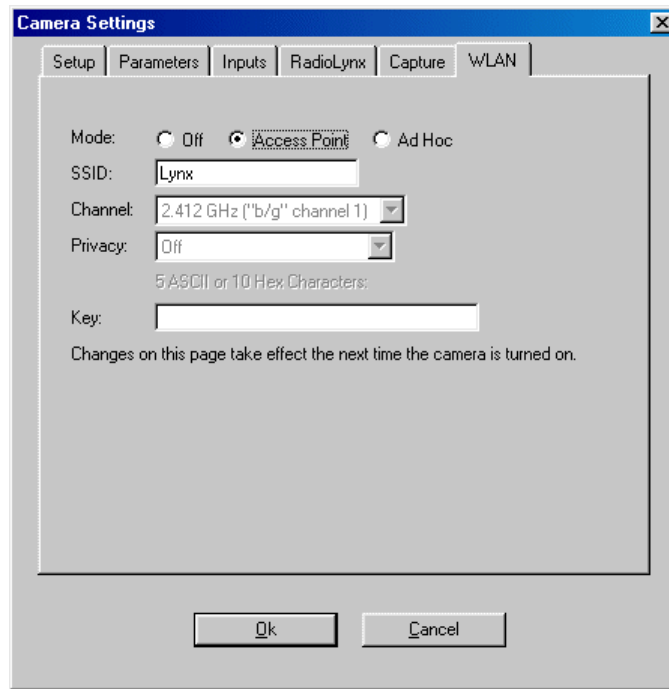 Camera Settings
Setup Parameters Inputs RadioLynx Capture WLAN
Mode: Off Access Point Ad Hoc
SSID: Lynx
Channel: 2.412 GHz ("b/g" channel 1)
Privacy: Off
5 ASCII or 10 Hex Characters:
Key:
Changes on this page take effect the next time the camera is turned on.
Ok Cancel